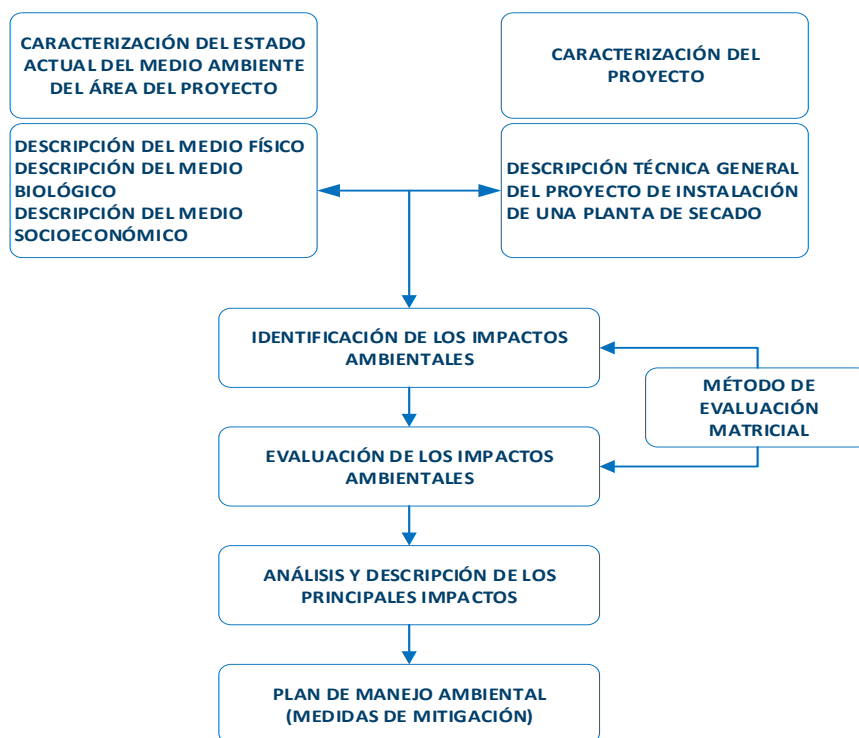 CARACTERIZACIÓN DEL ESTADO
ACTUAL DEL MEDIO AMBIENTE
DEL ÁREA DEL PROYECTO
CARACTERIZACIÓN DEL
PROYECTO
DESCRIPCIÓN DEL MEDIO FÍSICO
DESCRIPCIÓN DEL MEDIO
BIOLÓGICO
DESCRIPCIÓN DEL MEDIO
SOCIOECONÓMICO
DESCRIPCIÓN TÉCNICA GENERAL
DEL PROYECTO DE INSTALACIÓN
DE UNA PLANTA DE SECADO
IDENTIFICACIÓN DE LOS IMPACTOS
AMBIENTALES
MÉTODO DE
EVALUACIÓN
MATRICIAL
EVALUACIÓN DE LOS IMPACTOS
AMBIENTALES
ANÁLISIS Y DESCRIPCIÓN DE LOS
PRINCIPALES IMPACTOS
PLAN DE MANEJO AMBIENTAL
(MEDIDAS DE MITIGACIÓN)